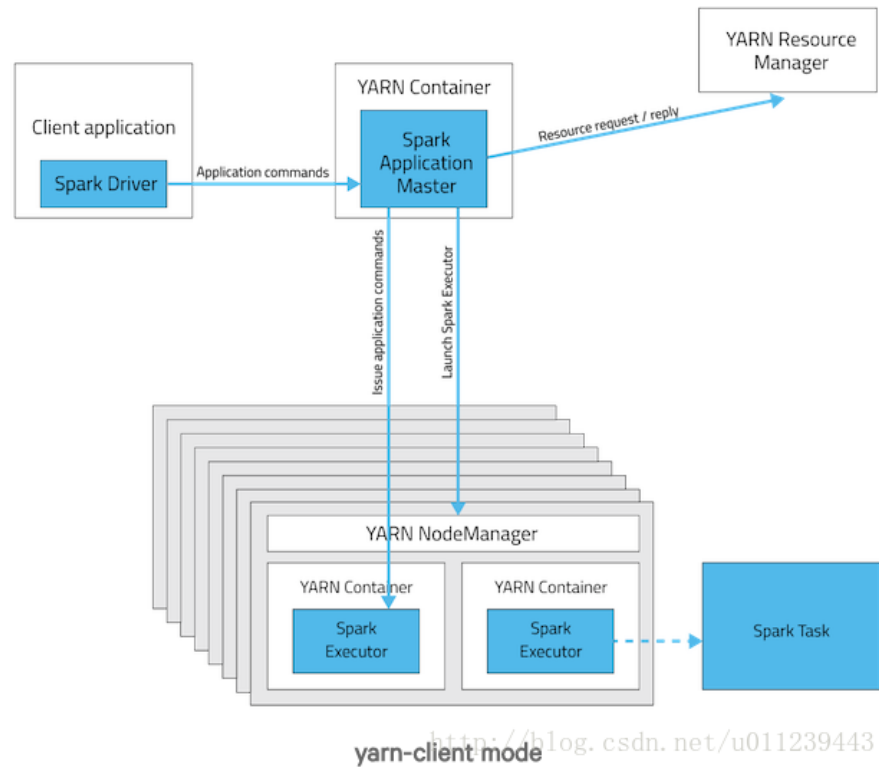 YARN Resource
Manager
YARN Container
Client application
Spark
Application
Master
Spark Driver
Application commands
Resource request / reply
Issue application commands
Launch Spark Executor
YARN NodeManager
YARN Container
YARN Container
Spark
Executor
Spark
Executor
Spark Task
http://blog.csdn.net/u011239443
yarn-client mode